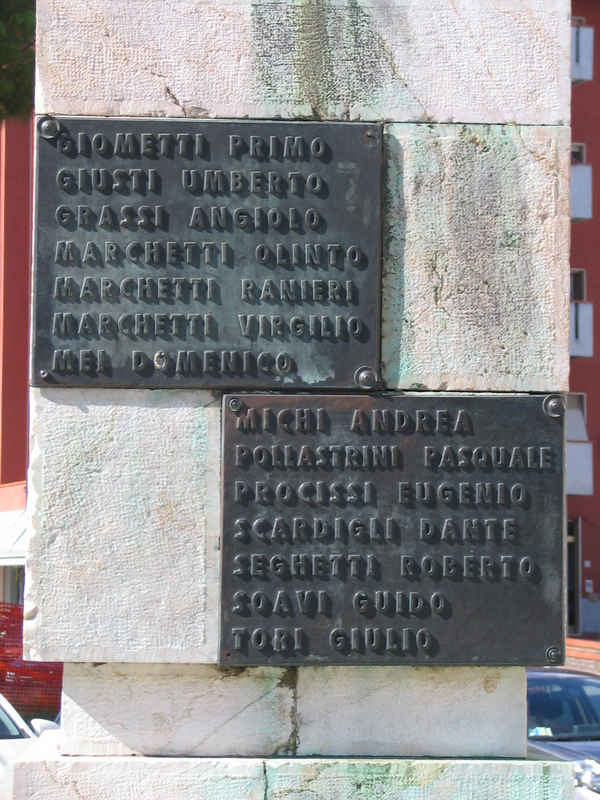 GIOMETTI PRIMO
GIUSTI UMBERTO
GRASSI ANGIOLO
MARCHETTI OLINTO
MARCHETTI RANIERI
MARCHETTI VIRGILIO
MEI DOMENICO
MICHI ANDREA
POLLASTRINI PASQUALE
PROCISSI EUGENIO
SCARDIGLI DANTE
SEGHETTI ROBERTO
SOAVI GUIDO
TORI GIULIO